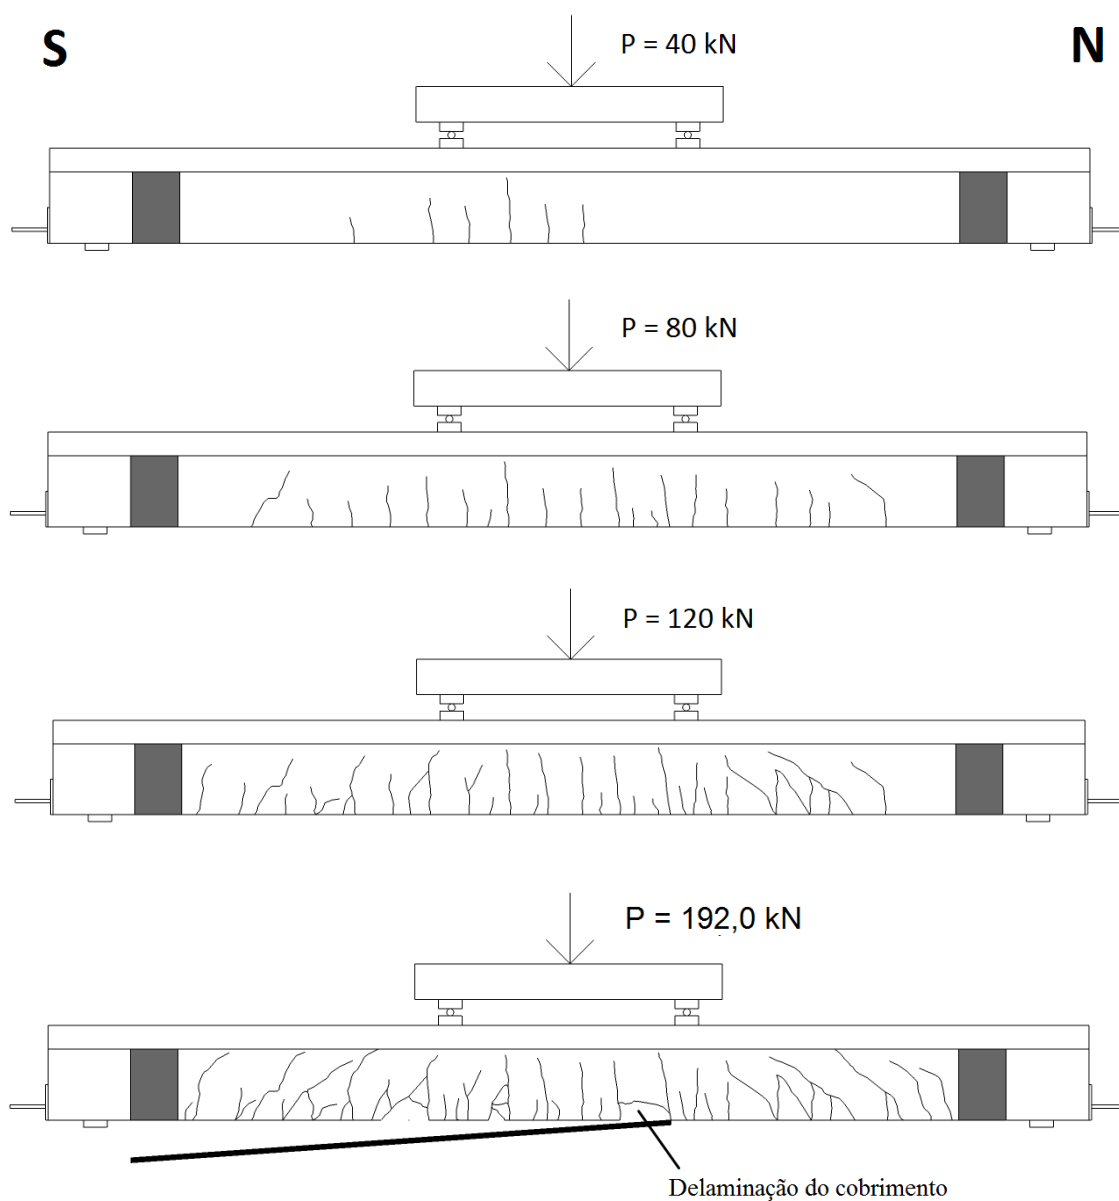 S
N
P = 40 kN
P = 80 kN
P = 120 kN
P = 192,0 kN
Delaminação do cobrimento